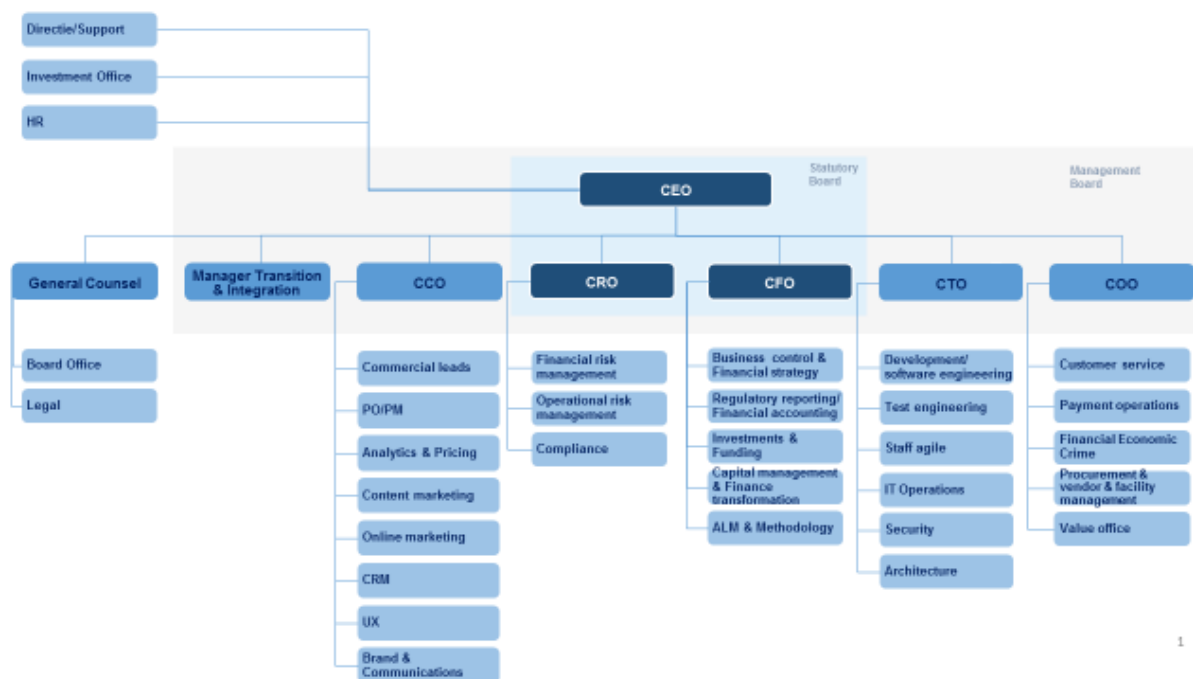 Directie/Support
Investment Office
HR
Statutory
Board
Management
Board
CEO
General Counsel
Manager Transition
& Integration
CCO
CRO
CFO
CTO
COO
Board Office
Legal
Commercial leads
PO/PM
Analytics & Pricing
Content marketing
Online marketing
CRM
UX
Brand &
Communications
Financial risk
management
Operational risk
management
Compliance
Business control &
Financial strategy
Regulatory reporting/
Financial accounting
Investments &
Funding
Capital management
& Finance
transformation
ALM & Methodology
Development/
software engineering
Test engineering
Staff agile
IT Operations
Security
Architecture
Customer service
Payment operations
Financial Economic
Crime
Procurement &
vendor & facility
management
Value office
1